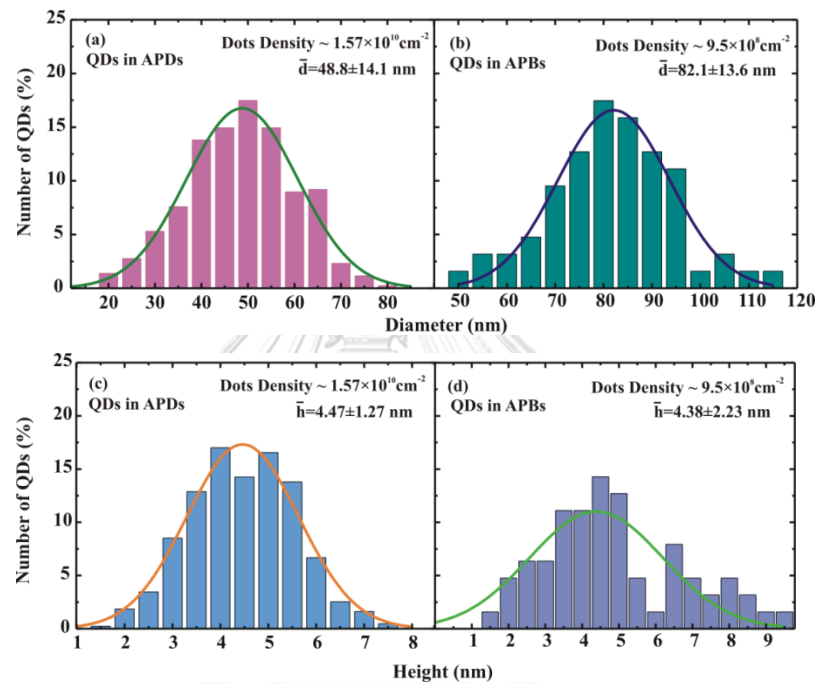 (a)
QDs in APDs
Dots Density ~ 1.57×10¹⁰cm⁻²
d̄=48.8±14.1 nm
(b)
QDs in APBs
Dots Density ~ 9.5×10⁸cm⁻²
d̄=82.1±13.6 nm
Number of QDs (%)
25
20
15
10
5
0
20 30 40 50 60 70 80
50 60 70 80 90 100 110 120
Diameter (nm)
(c)
QDs in APDs
Dots Density ~ 1.57×10¹⁰cm⁻²
h̄=4.47±1.27 nm
(d)
QDs in APBs
Dots Density ~ 9.5×10⁸cm⁻²
h̄=4.38±2.23 nm
Number of QDs (%)
25
20
15
10
5
0
1 2 3 4 5 6 7 8
1 2 3 4 5 6 7 8 9
Height (nm)